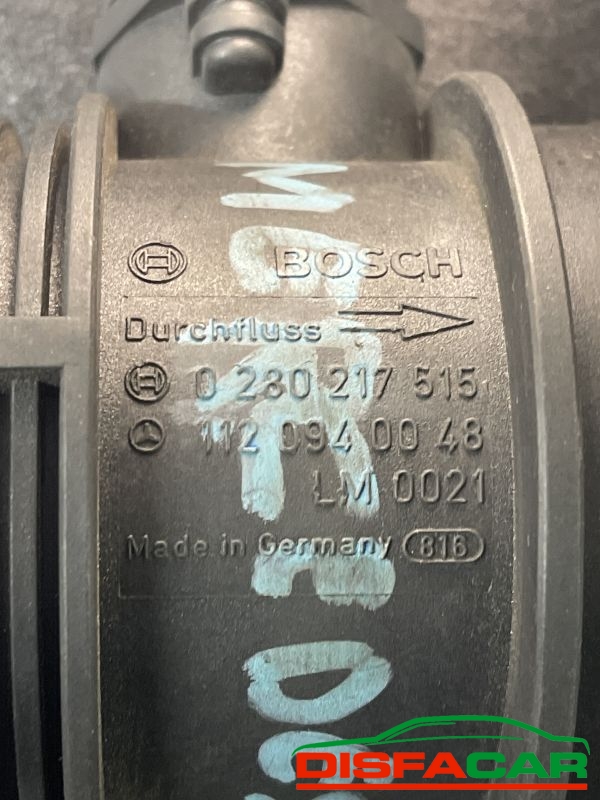 BOSCH
Durchfluss
0 280 217 515
112 094 00 48
LM 0021
Made in Germany 816
DISFACAR